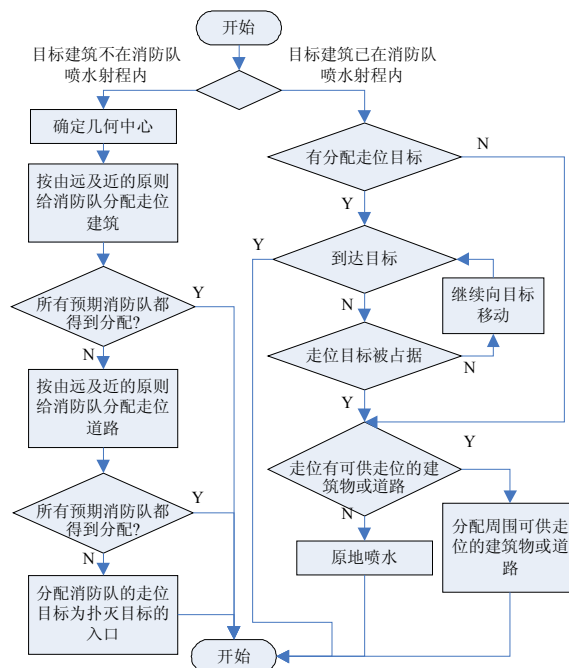 开始
目标建筑不在消防队
喷水射程内
目标建筑已在消防队
喷水射程内
确定几何中心
按由远及近的原则
给消防队分配走位
建筑
所有预期消防队都
得到分配?
Y
N
按由远及近的原则
给消防队分配走位
道路
所有预期消防队都
得到分配?
Y
N
分配消防队的走位
目标为扑灭目标的
入口
有分配走位目标
N
Y
到达目标
Y
N
继续向目标
移动
走位目标被占据
N
Y
走位有可供走位的建
筑物或道路
Y
N
原地喷水
分配周围可供走
位的建筑物或道
路
开始